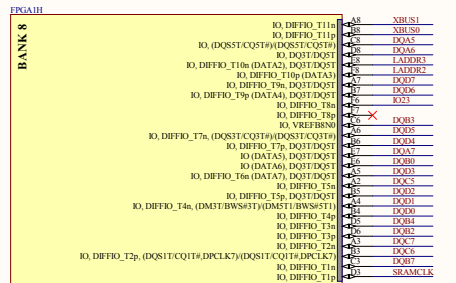 FPGA1H
BANK 8
IO, DIFFIO_T11n A8 XBUS1
IO, DIFFIO_T11p B8 XBUS0
IO, (DQS5T/CQ5T#)/(DQS5T/CQ5T#) C8 DQA5
IO, DQ3T/DQ5T D8 DQA6
IO, DIFFIO_T10n (DATA2), DQ3T/DQ5T E8 LADDR3
IO, DIFFIO_T10p (DATA3) F8 LADDR2
IO, DIFFIO_T9n, DQ3T/DQ5T A7 DQD7
IO, DIFFIO_T9p (DATA4), DQ3T/DQ5T B7 DQD6
IO, DIFFIO_T8n F6 IO23
IO, DIFFIO_T8p F7
IO, VREFB8N0 C6 DQB3
IO, DIFFIO_T7n, (DQS3T/CQ3T#)/(DQS3T/CQ3T#) A6 DQD5
IO, DIFFIO_T7p, DQ3T/DQ5T B6 DQD4
IO (DATA5), DQ3T/DQ5T E7 DQA7
IO (DATA6), DQ3T/DQ5T E6 DQB0
IO, DIFFIO_T6n (DATA7), DQ3T/DQ5T A5 DQD3
IO, DIFFIO_T5n A2 DQC5
IO, DIFFIO_T5p, DQ3T/DQ5T B5 DQD2
IO, DIFFIO_T4n, (DM3T/BWS#3T)/(DM5T1/BWS#5T1) A4 DQD1
IO, DIFFIO_T4p B4 DQD0
IO, DIFFIO_T3n D5 DQB4
IO, DIFFIO_T3p D6 DQB2
IO, DIFFIO_T2n A3 DQC7
IO, DIFFIO_T2p, (DQS1T/CQ1T#,DPCLK7)/(DQS1T/CQ1T#,DPCLK7) B3 DQC6
IO, DIFFIO_T1n C3 DQB7
IO, DIFFIO_T1p D3 SRAMCLK